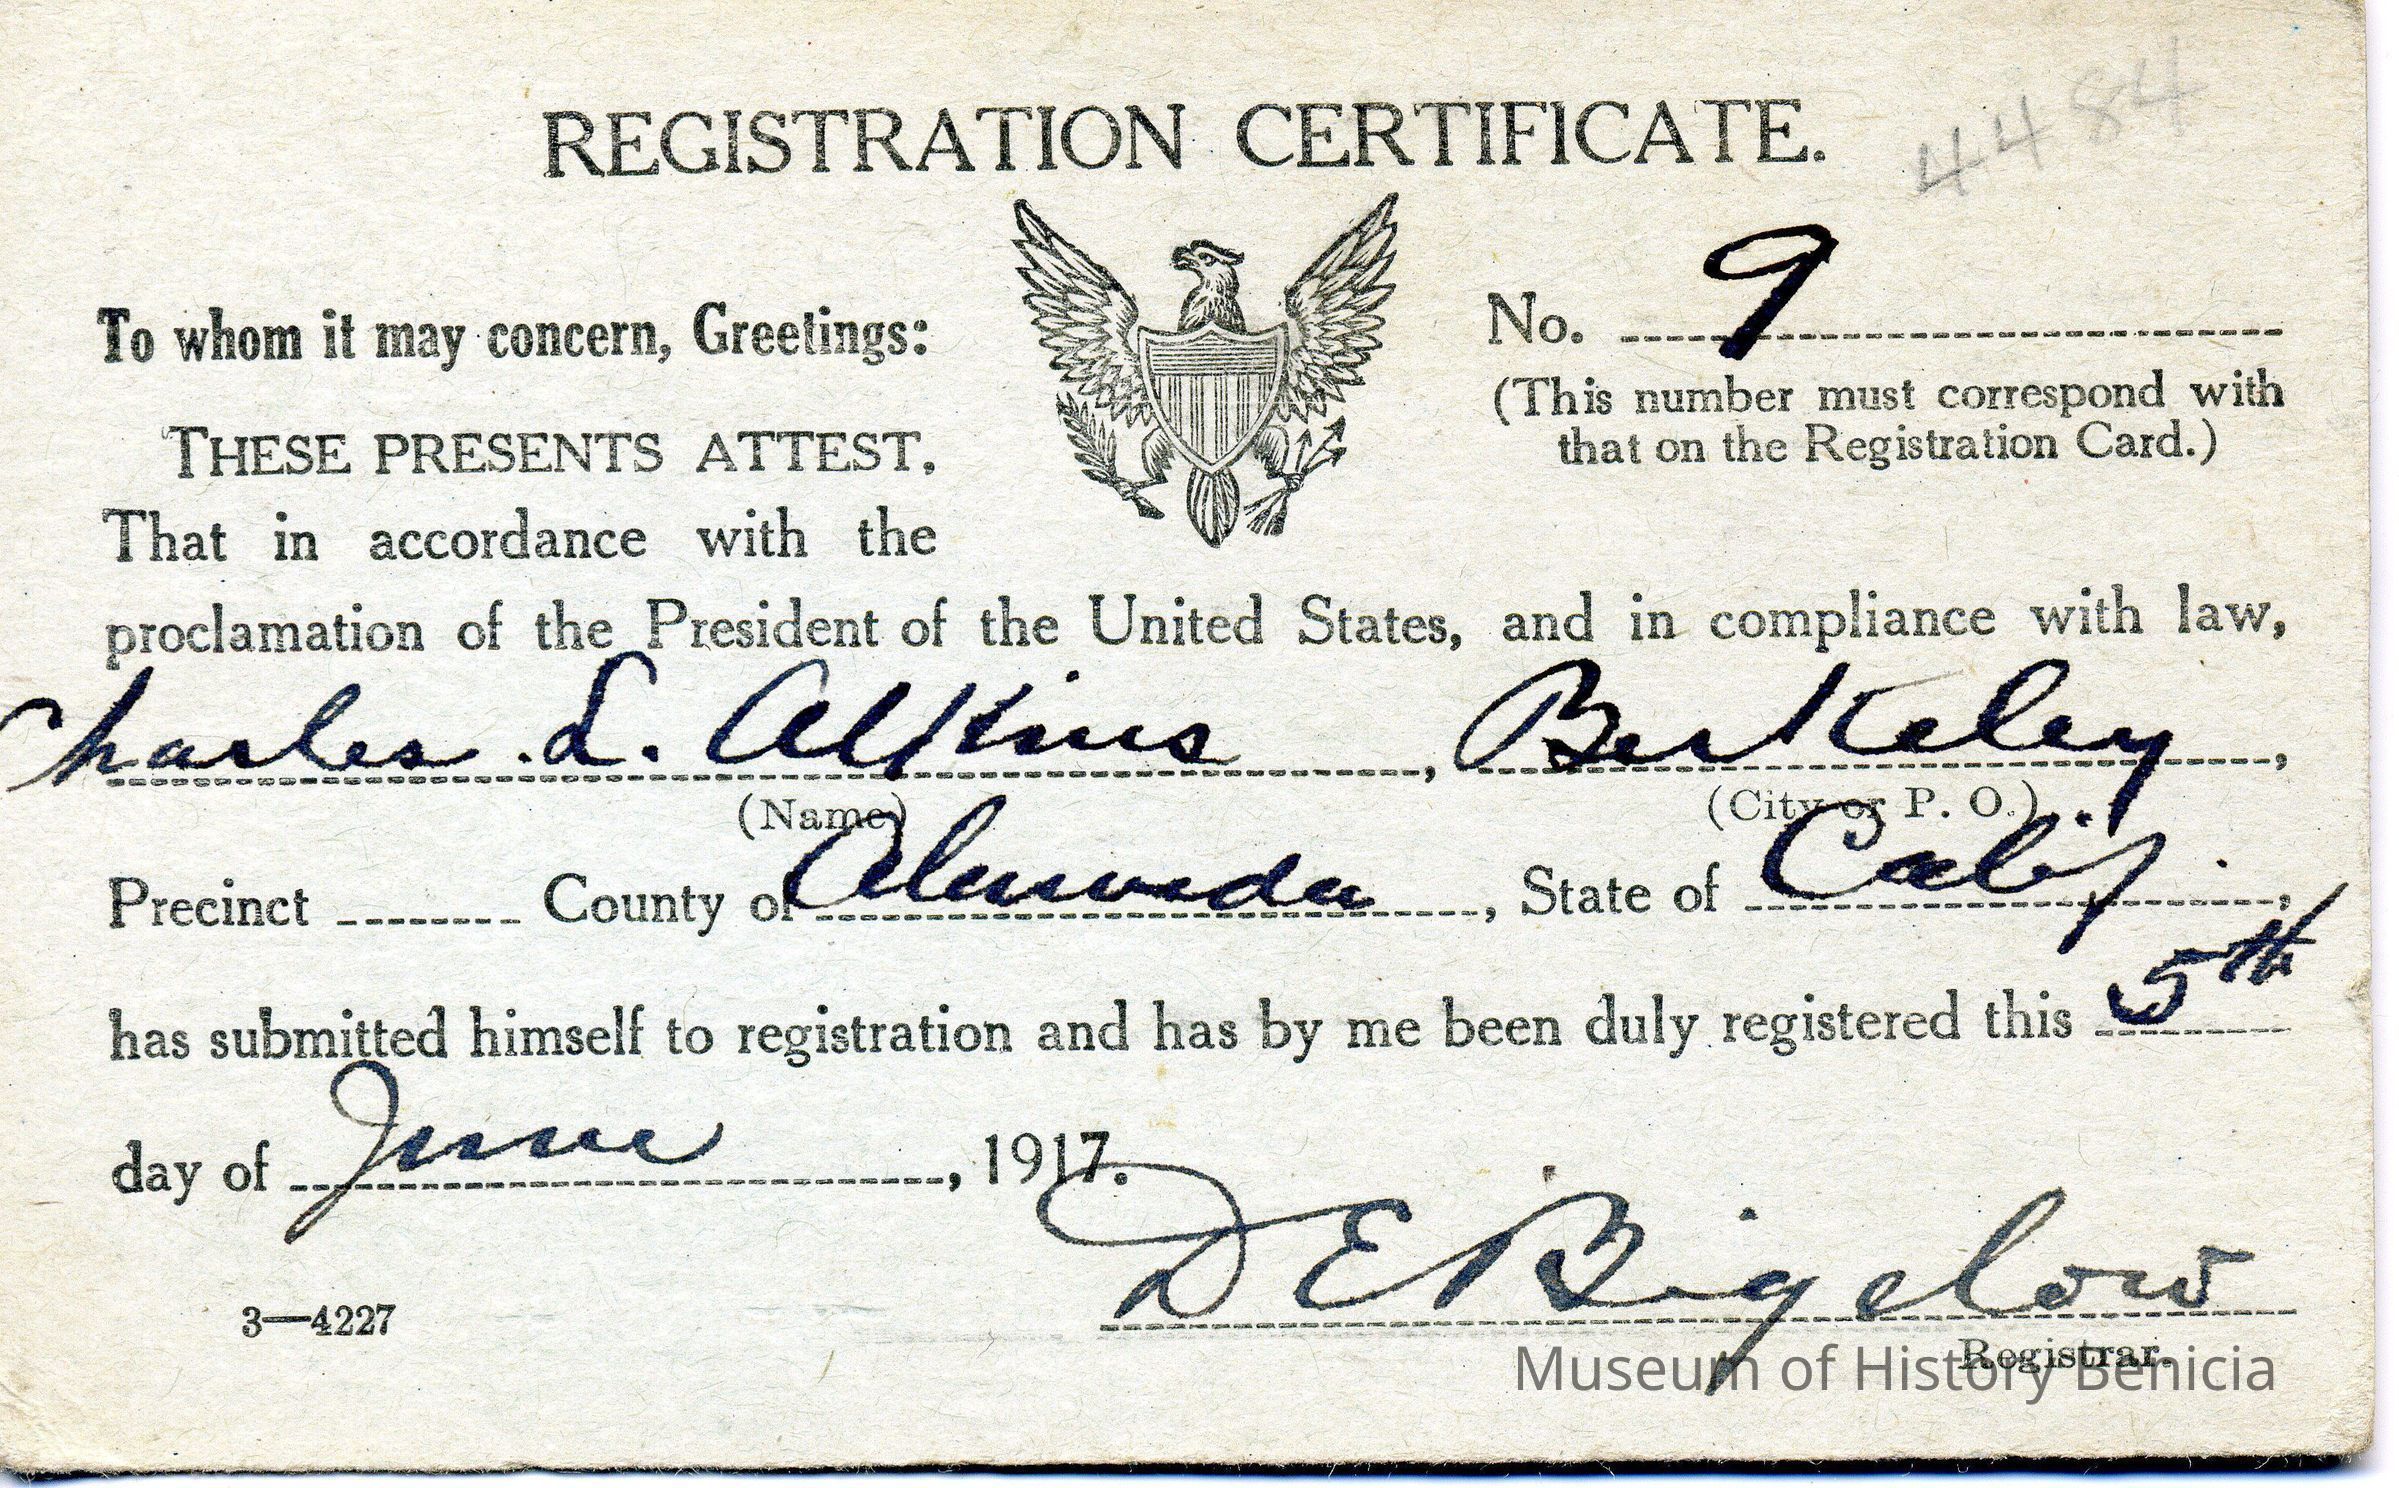 4484
REGISTRATION CERTIFICATE.
To whom it may concern, Greetings:
No. 9
(This number must correspond with
that on the Registration Card.)
THESE PRESENTS ATTEST,
That in accordance with the
proclamation of the President of the United States, and in compliance with law,
Charles L. Alkins, Berkeley,
(Name) (City or P. O.)
Precinct County of Alameda, State of Calif.,
has submitted himself to registration and has by me been duly registered this 5th
day of June, 1917.
D E Bigelow
3—4227
Registrar.
Museum of History Benicia